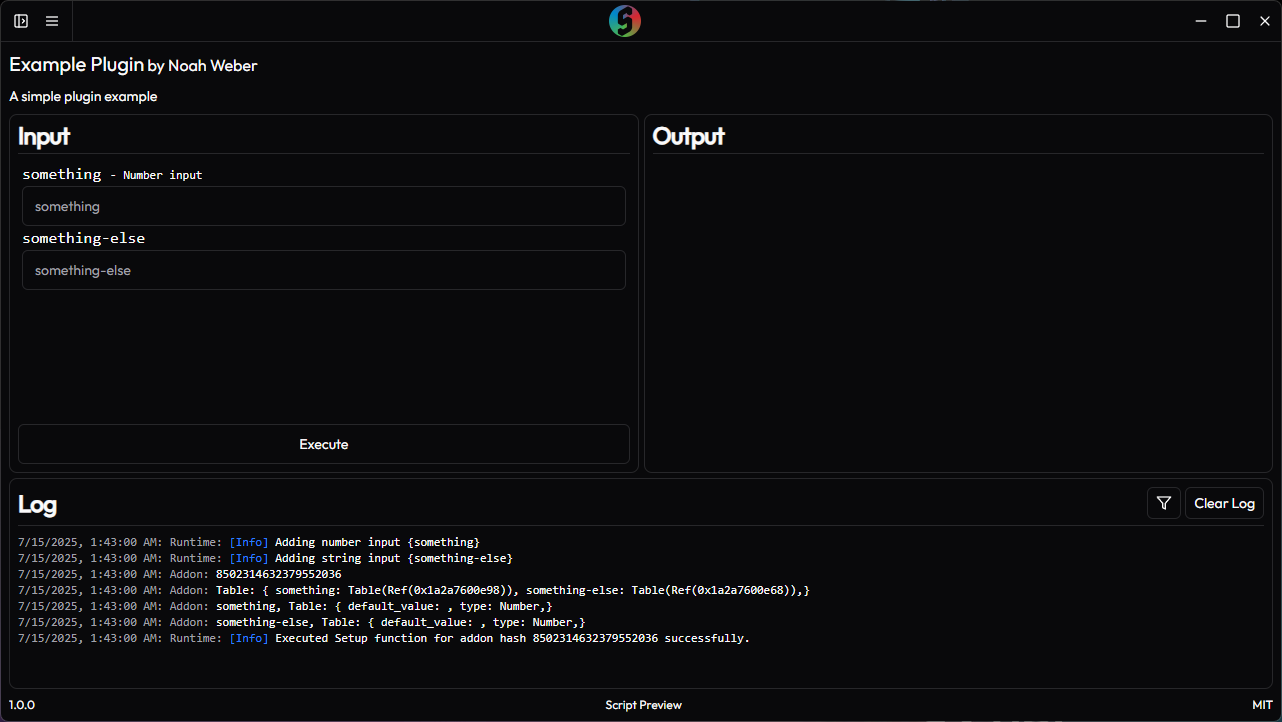 Example Plugin by Noah Weber
A simple plugin example
Input
something - Number input
something
something-else
something-else
Execute
Output
Log
Clear Log
7/15/2025, 1:43:00 AM: Runtime: [Info] Adding number input {something}
7/15/2025, 1:43:00 AM: Runtime: [Info] Adding string input {something-else}
7/15/2025, 1:43:00 AM: Addon: 8502314632379552036
7/15/2025, 1:43:00 AM: Addon: Table: { something: Table(Ref(0x1a2a7600e98)), something-else: Table(Ref(0x1a2a7600e68)),}
7/15/2025, 1:43:00 AM: Addon: something, Table: { default_value: , type: Number,}
7/15/2025, 1:43:00 AM: Addon: something-else, Table: { default_value: , type: Number,}
7/15/2025, 1:43:00 AM: Runtime: [Info] Executed Setup function for addon hash 8502314632379552036 successfully.
1.0.0
Script Preview
MIT